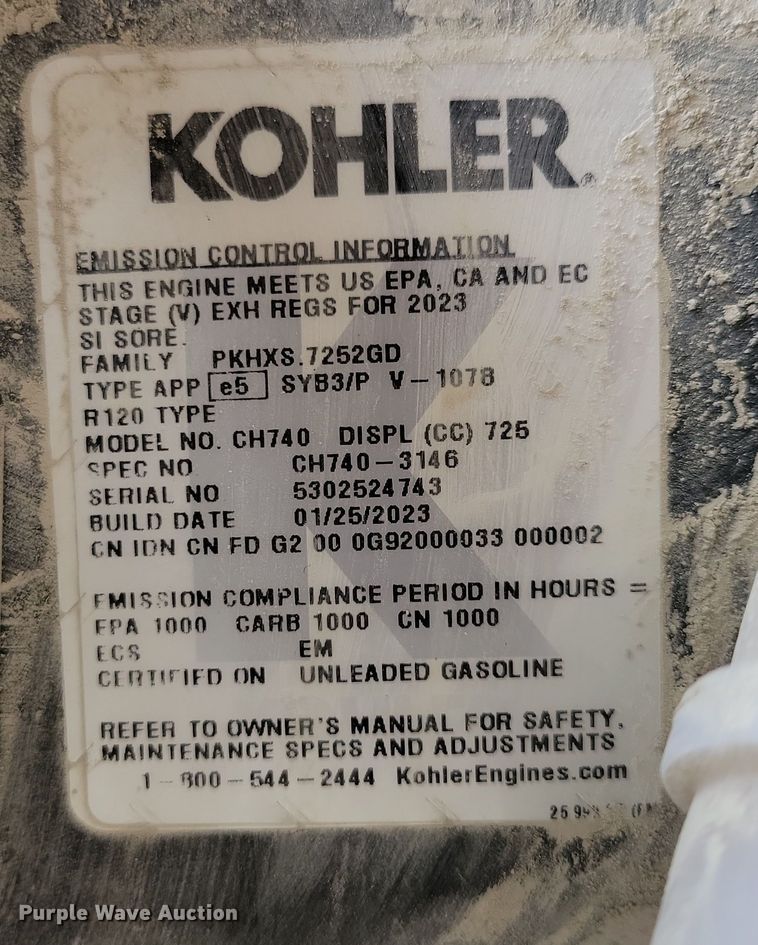 KOHLER®
EMISSION CONTROL INFORMATION
THIS ENGINE MEETS US EPA, CA AND EC
STAGE (V) EXH REGS FOR 2023
SI SORE.
FAMILY PKHXS.7252GD
TYPE APP e5 SYB3/P V-1078
R120 TYPE
MODEL NO. CH740 DISPL (CC) 725
SPEC NO CH740-3146
SERIAL NO 5302524743
BUILD DATE 01/25/2023
CN IDN CN FD G2 00 0G92000033 000002
EMISSION COMPLIANCE PERIOD IN HOURS =
EPA 1000 CARB 1000 CN 1000
ECS EM
CERTIFIED ON UNLEADED GASOLINE
REFER TO OWNER'S MANUAL FOR SAFETY,
MAINTENANCE SPECS AND ADJUSTMENTS
1-800-544-2444 KohlerEngines.com
25
Purple Wave Auction